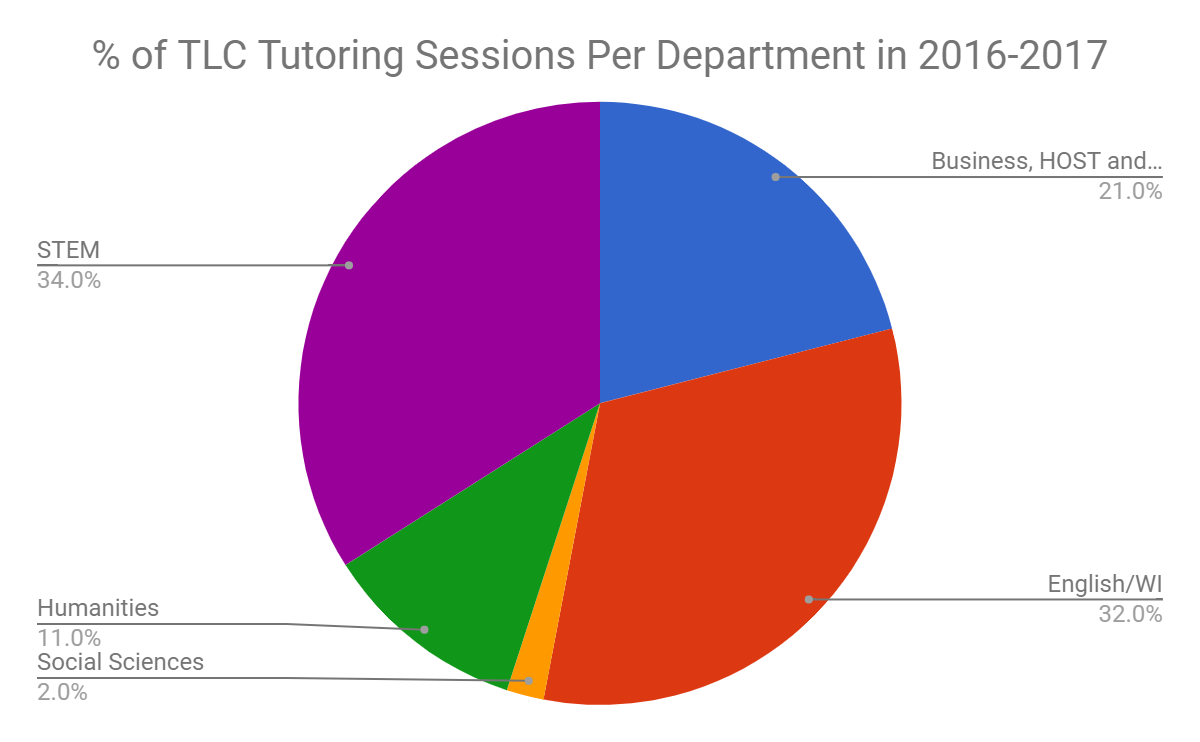 % of TLC Tutoring Sessions Per Department in 2016-2017
Business, HOST and…
21.0%
STEM
34.0%
English/WI
32.0%
Humanities
11.0%
Social Sciences
2.0%